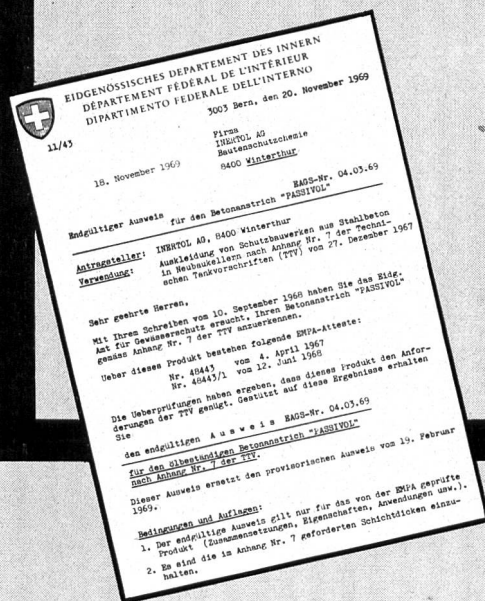 EIDGENÖSSISCHES DEPARTEMENT DES INNERN
DÉPARTEMENT FÉDÉRAL DE L'INTÉRIEUR
DIPARTIMENTO FEDERALE DELL'INTERNO
11/43
3003 Bern, den 20. November 1969
18. November 1969
Firma
INERTOL AG
Bautenschutzchemie
8400 Winterthur
EAGS-Nr. 04.03.69
Endgültiger Ausweis für den Betonanstrich "PASSIVOL"
Antragsteller: INERTOL AG, 8400 Winterthur
Verwendung: Auskleidung von Schutzbauwerken aus Stahlbeton
in Neubaukellern nach Anhang Nr. 7 der Techni-
schen Tankvorschriften (TTV) vom 27. Dezember 1967
Sehr geehrte Herren,
Mit Ihrem Schreiben vom 10. September 1968 haben Sie das Eidg.
Amt für Gewässerschutz ersucht, Ihren Betonanstrich "PASSIVOL"
gemäss Anhang Nr. 7 der TTV anzuerkennen.
Ueber dieses Produkt bestehen folgende EMPA-Atteste:
Nr. 48443 vom 4. April 1967
Nr. 48443/1 vom 12. Juni 1968
Die Ueberprüfungen haben ergeben, dass dieses Produkt den Anfor-
derungen der TTV genügt. Gestützt auf diese Ergebnisse erhalten
Sie
den endgültigen A u s w e i s EAGS-Nr. 04.03.69
für den ölbeständigen Betonanstrich "PASSIVOL"
nach Anhang Nr. 7 der TTV.
Dieser Ausweis ersetzt den provisorischen Ausweis vom 19. Februar
1969.
Bedingungen und Auflagen:
1. Der endgültige Ausweis gilt nur für das von der EMPA geprüfte
Produkt (Zusammensetzungen, Eigenschaften, Anwendungen usw.).
2. Es sind die im Anhang Nr. 7 geforderten Schichtdicken einzu-
halten.